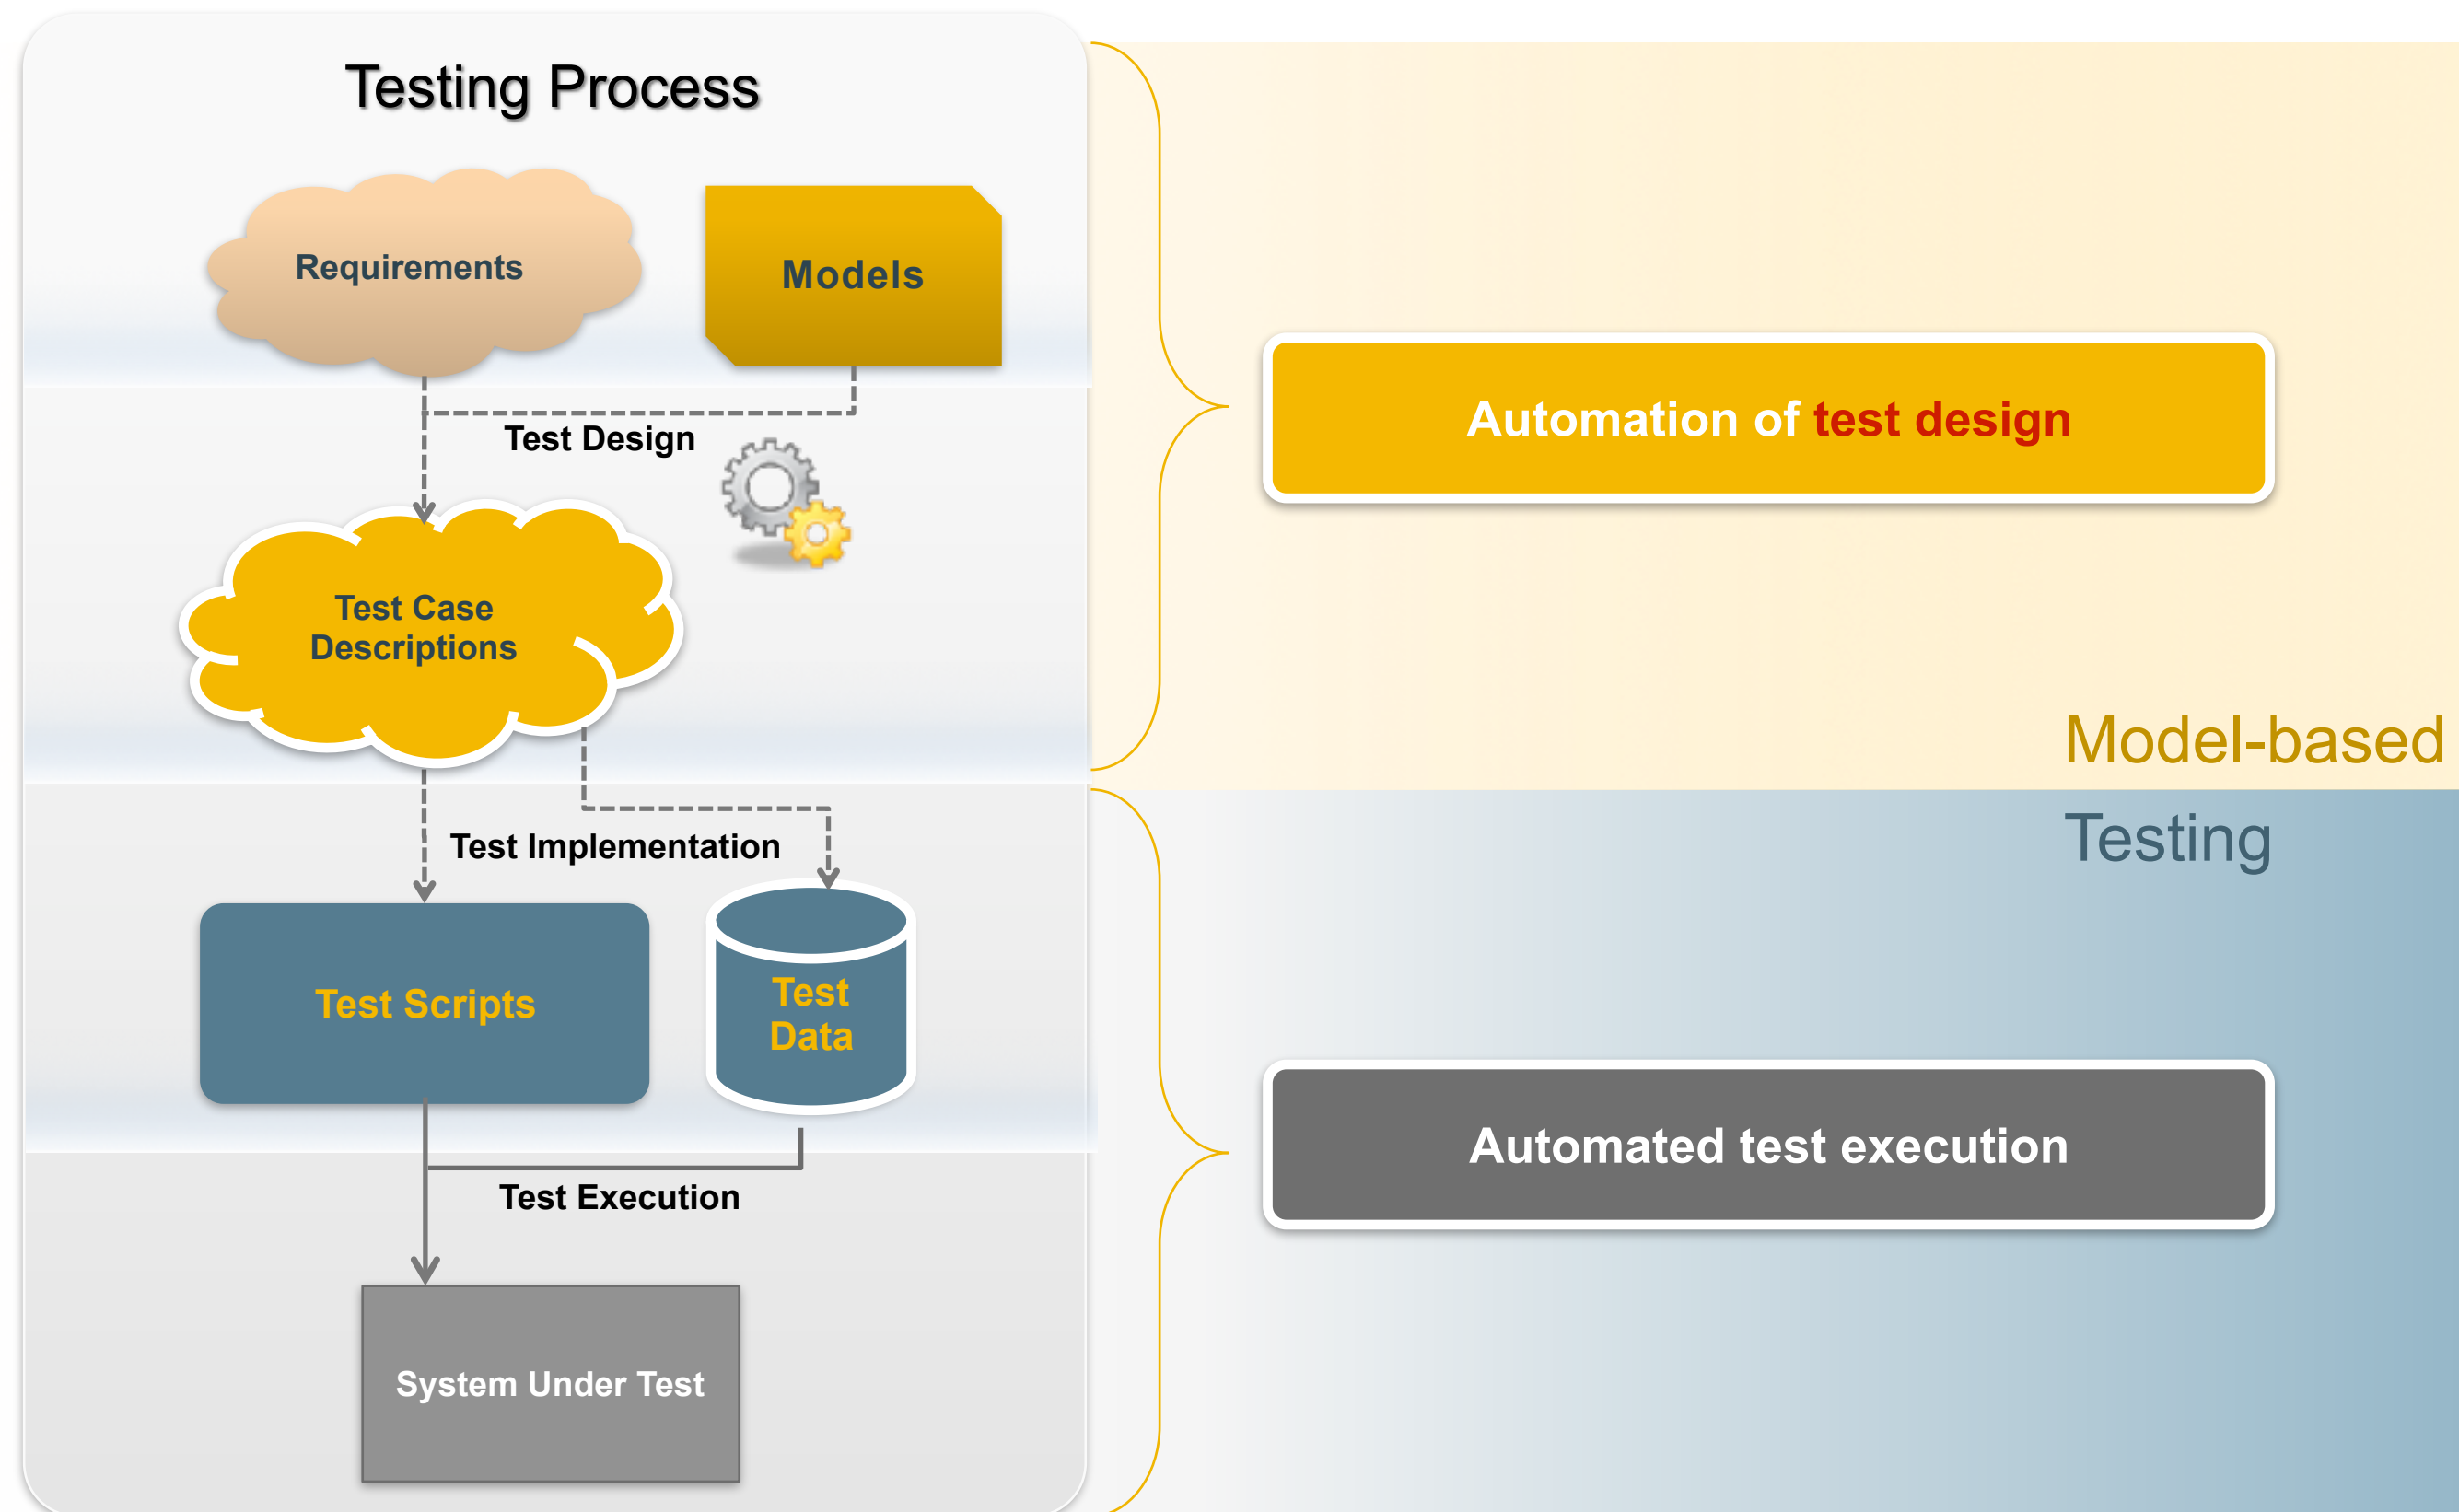 Testing Process
Requirements
Models
Test Design
Automation of test design
Test Case
Descriptions
Model-based
Testing
Test Implementation
Test Scripts
Test
Data
Automated test execution
Test Execution
System Under Test